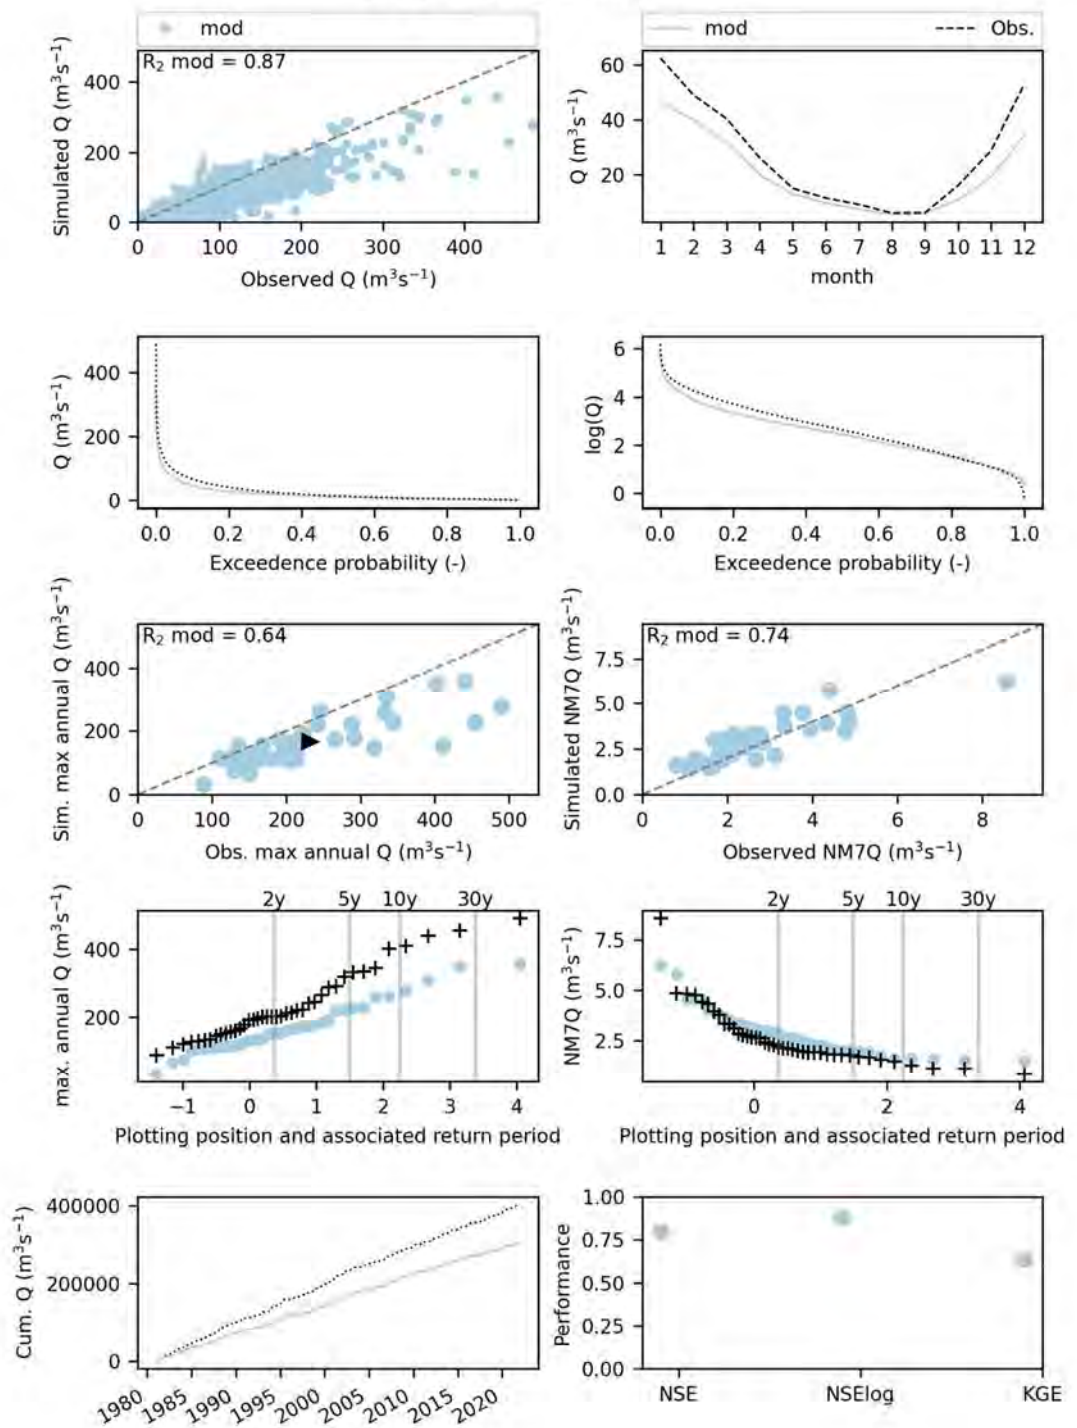 mod
mod Obs.
R₂ mod = 0.87
Simulated Q (m³s⁻¹)
400
200
0
0 100 200 300 400
Observed Q (m³s⁻¹)
Q (m³s⁻¹)
60
40
20
1 2 3 4 5 6 7 8 9 10 11 12
month
Q (m³s⁻¹)
400
200
0
0.0 0.2 0.4 0.6 0.8 1.0
Exceedence probability (-)
log(Q)
6
4
2
0
0.0 0.2 0.4 0.6 0.8 1.0
Exceedence probability (-)
R₂ mod = 0.64
Sim. max annual Q (m³s⁻¹)
400
200
0
0 100 200 300 400 500
Obs. max annual Q (m³s⁻¹)
R₂ mod = 0.74
Simulated NM7Q (m³s⁻¹)
7.5
5.0
2.5
0.0
0 2 4 6 8
Observed NM7Q (m³s⁻¹)
2y 5y 10y 30y
max. annual Q (m³s⁻¹)
400
200
−1 0 1 2 3 4
Plotting position and associated return period
2y 5y 10y 30y
NM7Q (m³s⁻¹)
7.5
5.0
2.5
0 2 4
Plotting position and associated return period
Cum. Q (m³s⁻¹)
400000
200000
0
1980 1985 1990 1995 2000 2005 2010 2015 2020
Performance
1.00
0.75
0.50
0.25
0.00
NSE NSElog KGE